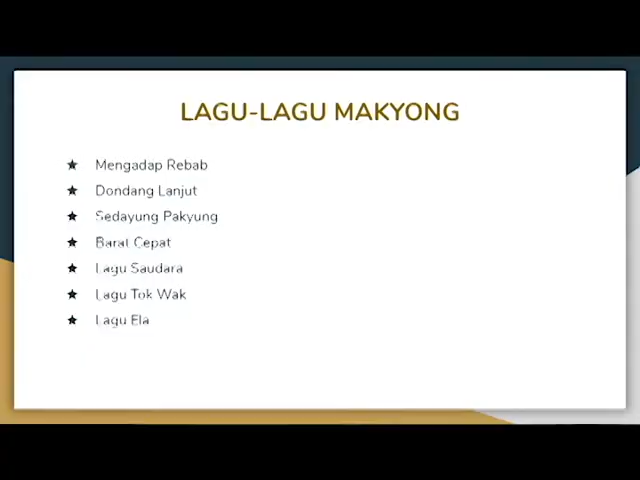 LAGU-LAGU MAKYONG
★ Mengadap Rebab
★ Dondang Lanjut
★ Sedayung Pakyung
★ Barat Cepat
★ Lagu Saudara
★ Lagu Tok Wak
★ Lagu Ela